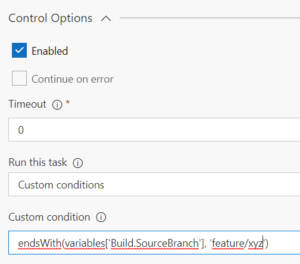 Control Options
Enabled
Continue on error
Timeout *
0
Run this task
Custom conditions
Custom condition
endsWith(variables['Build.SourceBranch'], 'feature/xyz')